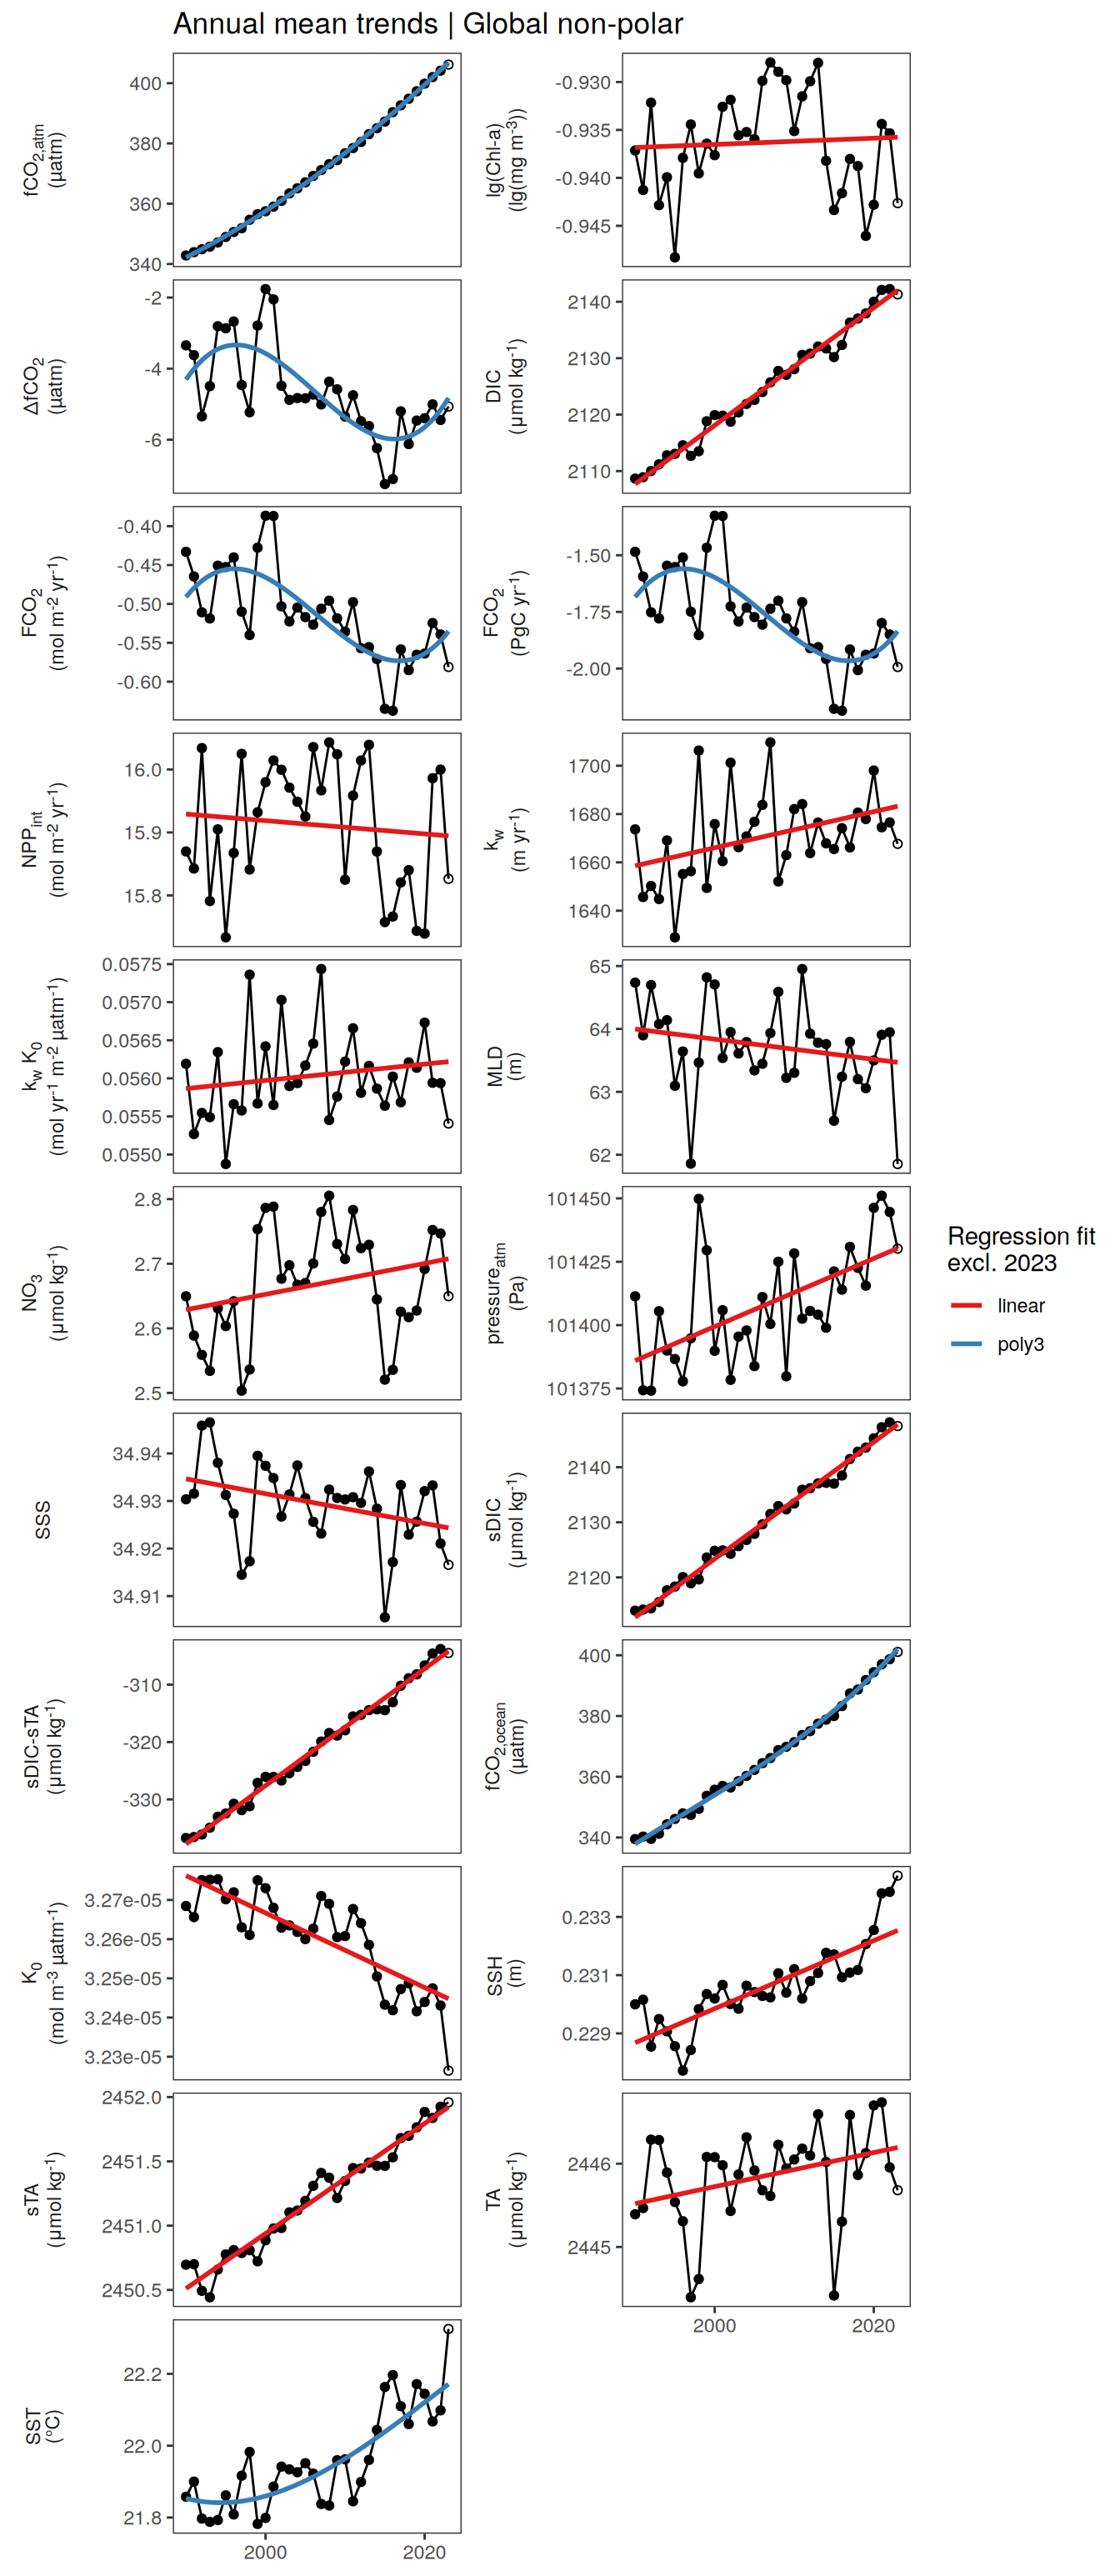 Annual mean trends | Global non-polar
fCO2,atm
(µatm)
400
380
360
340
lg(Chl-a)
(lg(mg m-3))
-0.930
-0.935
-0.940
-0.945
ΔfCO2
(µatm)
-2
-4
-6
DIC
(µmol kg-1)
2140
2130
2120
2110
FCO2
(mol m-2 yr-1)
-0.40
-0.45
-0.50
-0.55
-0.60
FCO2
(PgC yr-1)
-1.50
-1.75
-2.00
NPPint
(mol m-2 yr-1)
16.0
15.9
15.8
kw
(m yr-1)
1700
1680
1660
1640
kw K0
(mol yr-1 m-2 µatm-1)
0.0575
0.0570
0.0565
0.0560
0.0555
0.0550
MLD
(m)
65
64
63
62
NO3
(µmol kg-1)
2.8
2.7
2.6
2.5
pressureatm
(Pa)
101450
101425
101400
101375
SSS
34.94
34.93
34.92
34.91
sDIC
(µmol kg-1)
2140
2130
2120
sDIC-sTA
(µmol kg-1)
-310
-320
-330
fCO2,ocean
(µatm)
400
380
360
340
K0
(mol m-3 µatm-1)
3.27e-05
3.26e-05
3.25e-05
3.24e-05
3.23e-05
SSH
(m)
0.233
0.231
0.229
sTA
(µmol kg-1)
2452.0
2451.5
2451.0
2450.5
TA
(µmol kg-1)
2446
2445
2000
2020
SST
(°C)
22.2
22.0
21.8
2000
2020
Regression fit
excl. 2023
linear
poly3